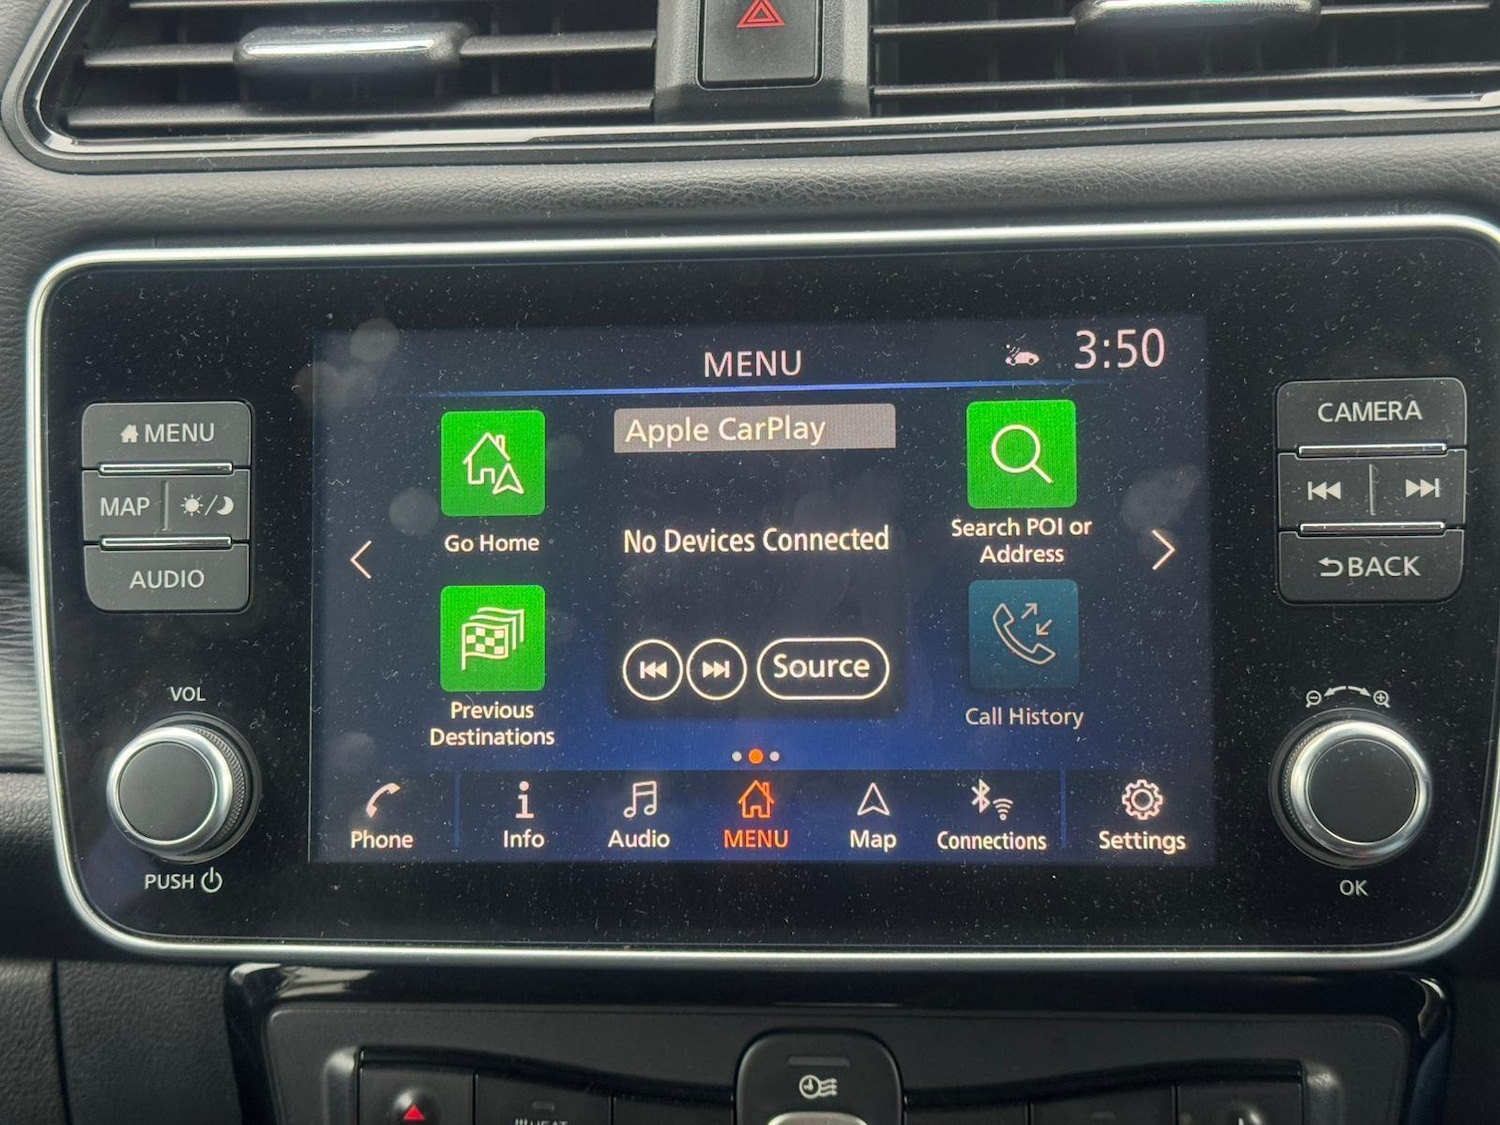 MENU
3:50
MENU
MAP
AUDIO
VOL
PUSH
Apple CarPlay
No Devices Connected
Source
Go Home
Previous
Destinations
Search POI or
Address
Call History
Phone
Info
Audio
MENU
Map
Connections
Settings
CAMERA
BACK
OK
HEAT